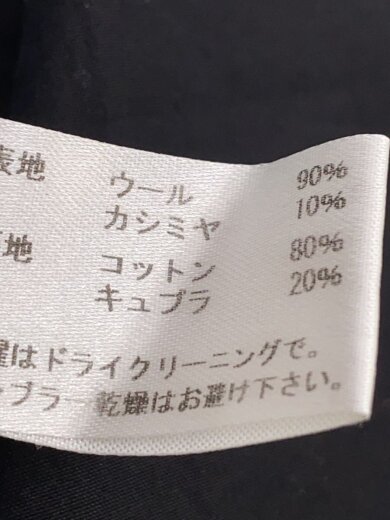 表地 ウール 90%
カシミヤ 10%
地 コットン 80%
キュプラ 20%
はドライクリーニングで。
ンブラー乾燥はお避け下さい。